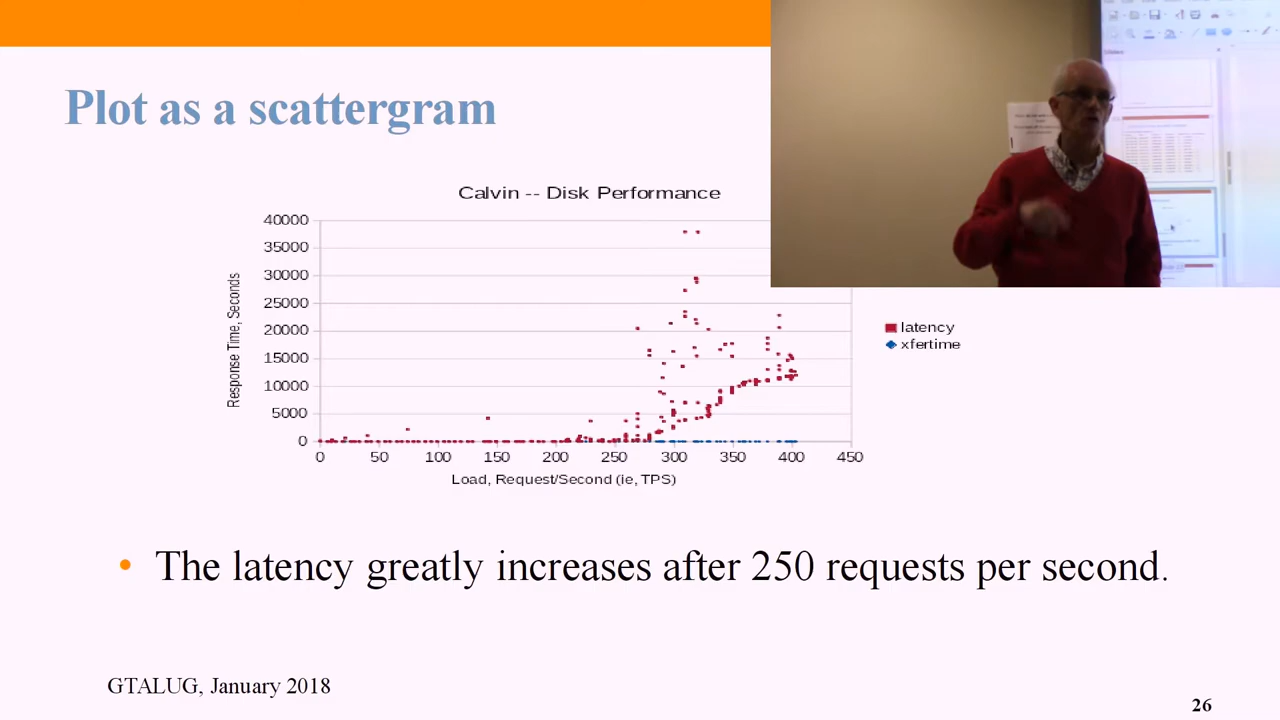 Plot as a scattergram
Calvin -- Disk Performance
40000
35000
30000
25000
20000
15000
10000
5000
0
Response Time, Seconds
0 50 100 150 200 250 300 350 400 450
Load, Request/Second (ie, TPS)
latency
xfertime
• The latency greatly increases after 250 requests per second.
GTALUG, January 2018
26